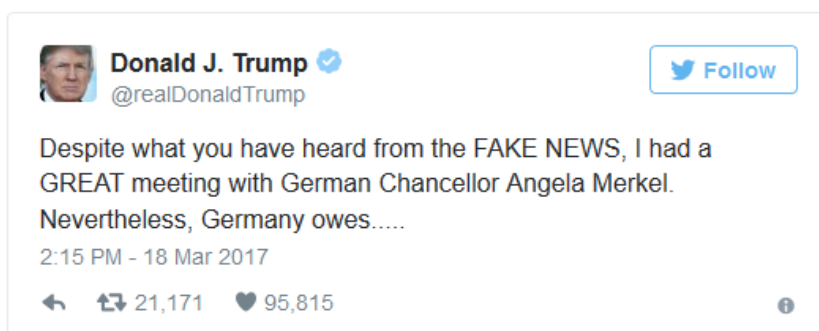 Donald J. Trump
Follow
@realDonaldTrump
Despite what you have heard from the FAKE NEWS, I had a
GREAT meeting with German Chancellor Angela Merkel.
Nevertheless, Germany owes.....
2:15 PM - 18 Mar 2017
21,171 95,815